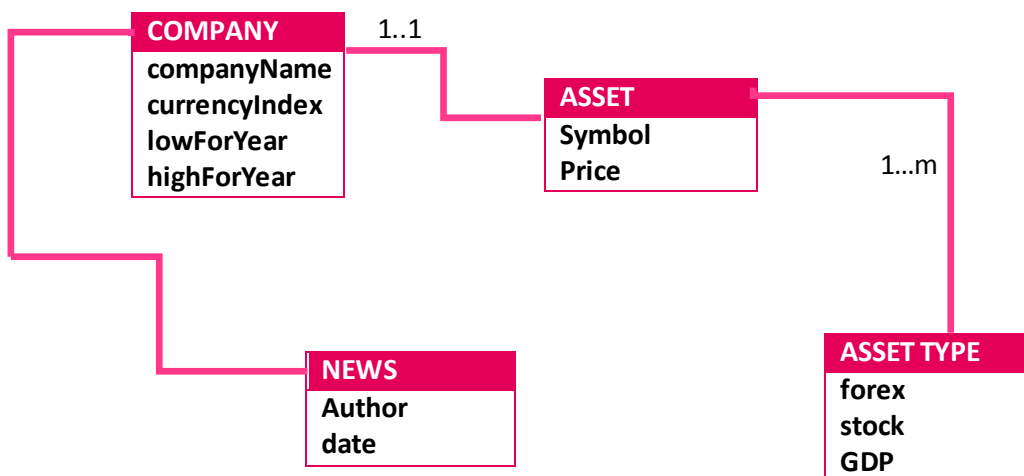 COMPANY
companyName
currencyIndex
lowForYear
highForYear
1..1
ASSET
Symbol
Price
1...m
NEWS
Author
date
ASSET TYPE
forex
stock
GDP